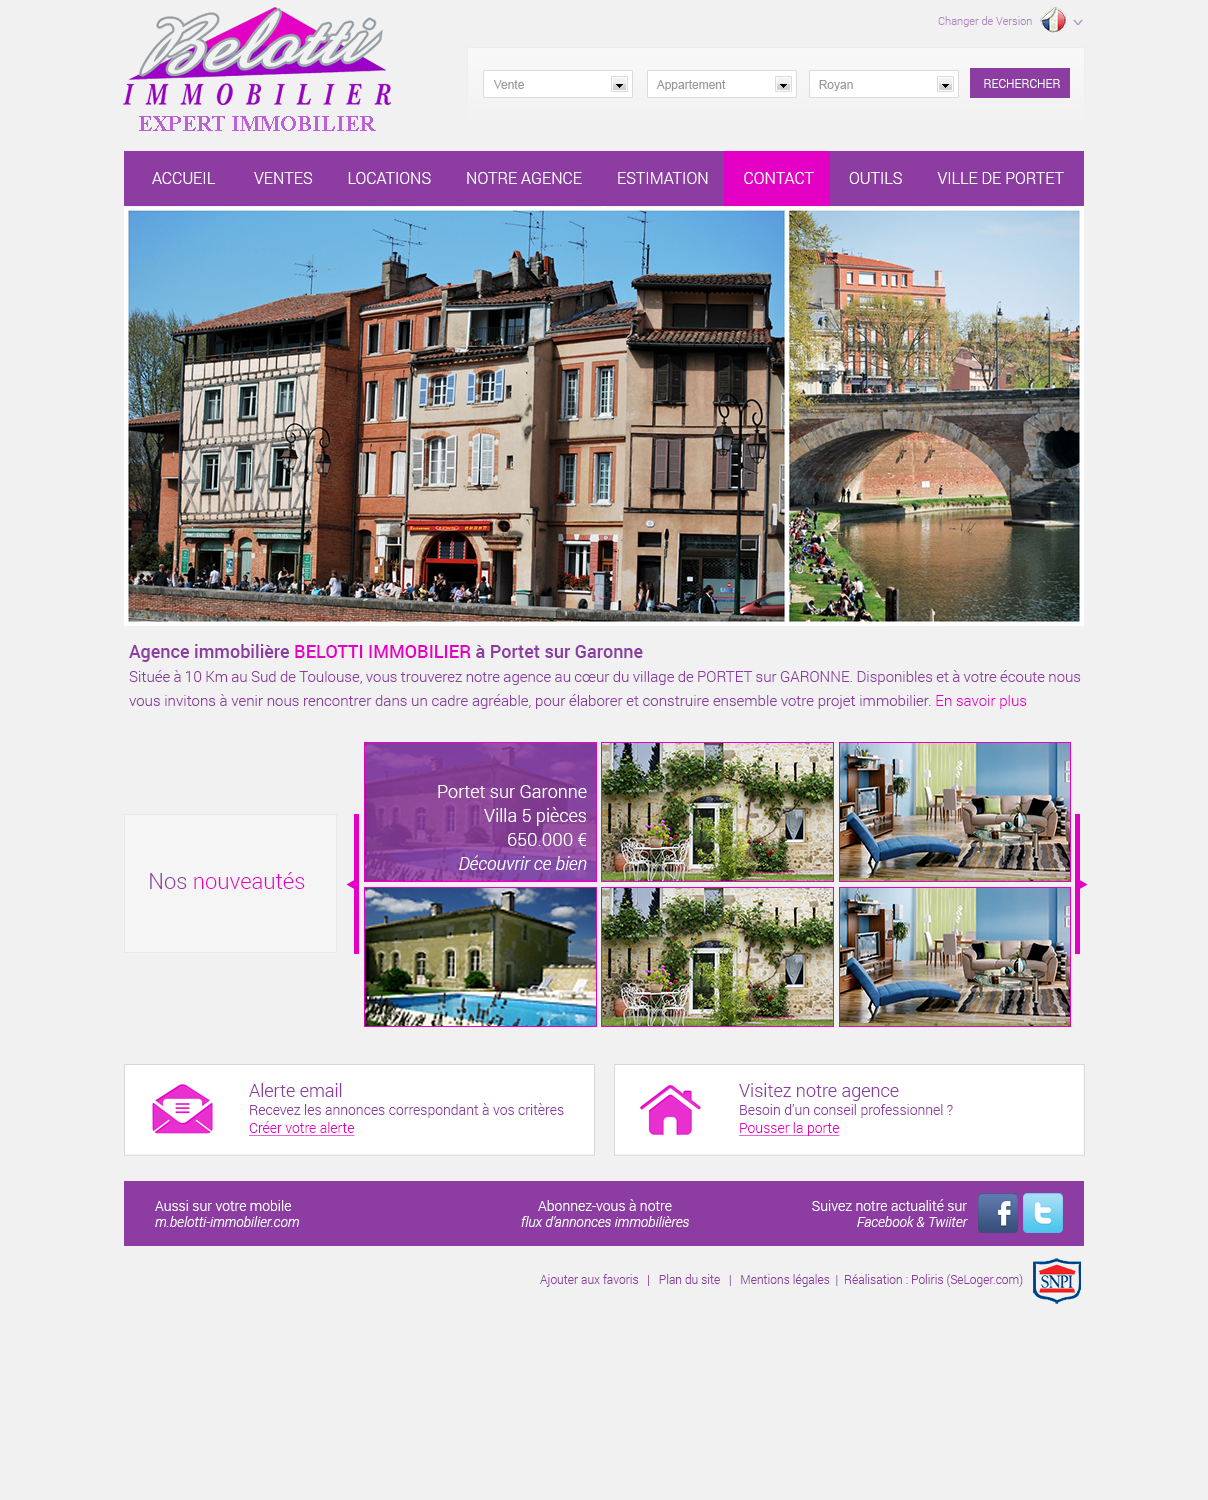 Belotti
IMMOBILIER
EXPERT IMMOBILIER
Changer de Version
Vente
Appartement
Royan
RECHERCHER
ACCUEIL
VENTES
LOCATIONS
NOTRE AGENCE
ESTIMATION
CONTACT
OUTILS
VILLE DE PORTET
©
Agence immobilière BELOTTI IMMOBILIER à Portet sur Garonne
Située à 10 Km au Sud de Toulouse, vous trouverez notre agence au cœur du village de PORTET sur GARONNE. Disponibles et à votre écoute nous
vous invitons à venir nous rencontrer dans un cadre agréable, pour élaborer et construire ensemble votre projet immobilier. En savoir plus
Portet sur Garonne
Villa 5 pièces
650.000 €
Découvrir ce bien
Nos nouveautés
Alerte email
Recevez les annonces correspondant à vos critères
Créer votre alerte
Visitez notre agence
Besoin d'un conseil professionnel ?
Pousser la porte
Aussi sur votre mobile
m.belotti-immobilier.com
Abonnez-vous à notre
flux d'annonces immobilières
Suivez notre actualité sur
Facebook & Twiiter
Ajouter aux favoris | Plan du site | Mentions légales | Réalisation : Poliris (SeLoger.com)
SNPI